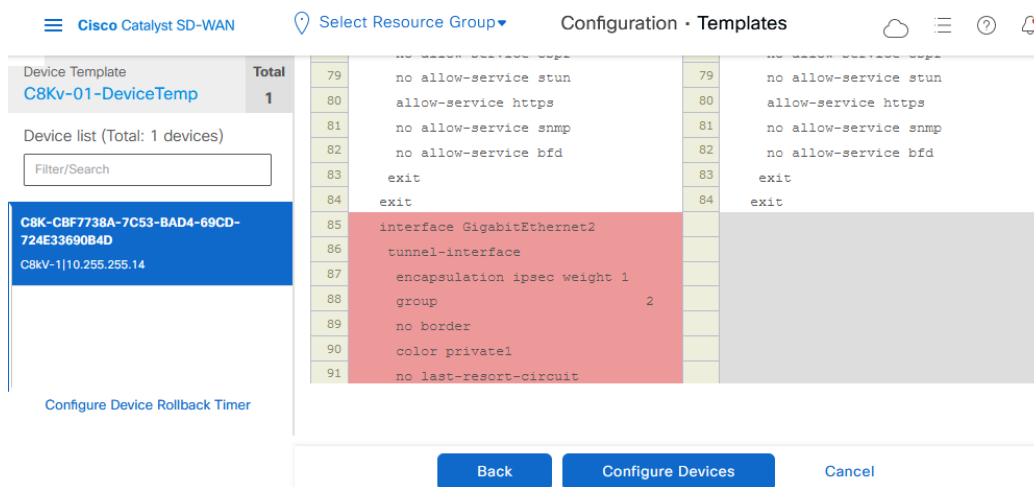 Cisco Catalyst SD-WAN
Select Resource Group
Configuration · Templates
Device Template
C8Kv-01-DeviceTemp
Total
1
Device list (Total: 1 devices)
Filter/Search
C8K-CBF7738A-7C53-BAD4-69CD-
724E33690B4D
C8kV-1|10.255.255.14
Configure Device Rollback Timer
79 no allow-service stun
80 allow-service https
81 no allow-service snmp
82 no allow-service bfd
83 exit
84 exit
85 interface GigabitEthernet2
86 tunnel-interface
87 encapsulation ipsec weight 1
88 group 2
89 no border
90 color private1
91 no last-resort-circuit
79 no allow-service stun
80 allow-service https
81 no allow-service snmp
82 no allow-service bfd
83 exit
84 exit
Back
Configure Devices
Cancel